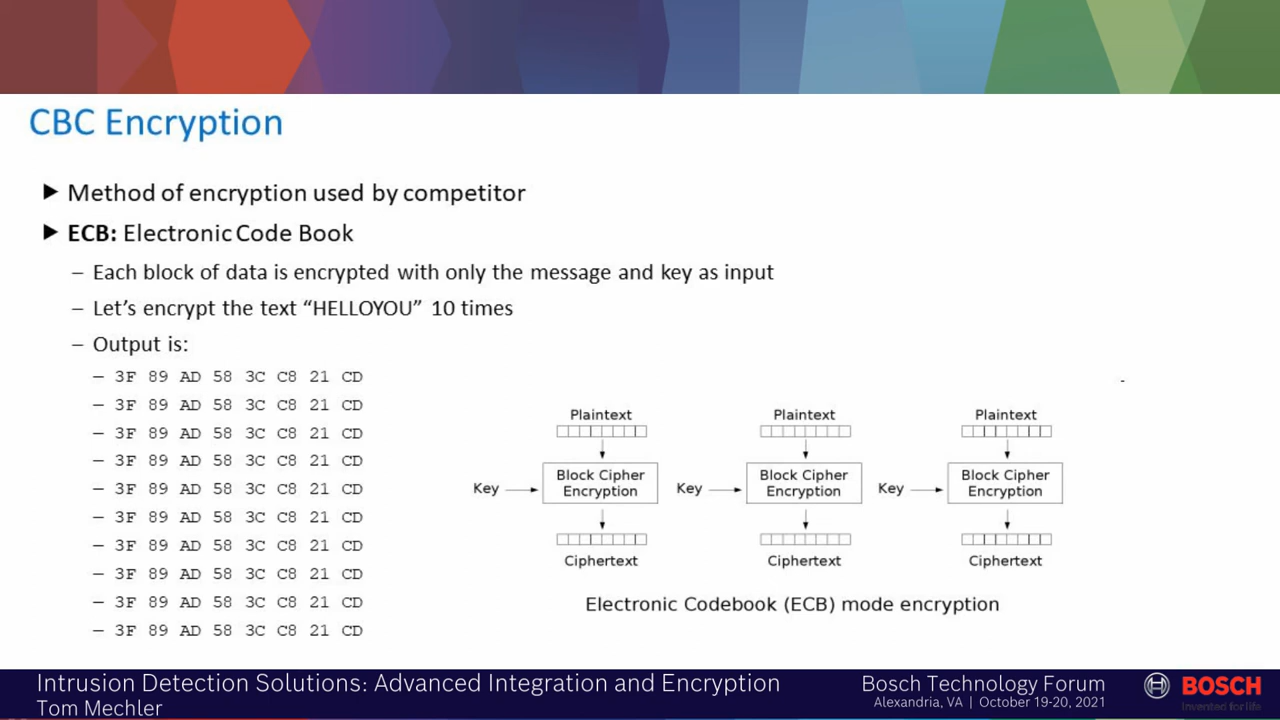 CBC Encryption
► Method of encryption used by competitor
► ECB: Electronic Code Book
– Each block of data is encrypted with only the message and key as input
– Let's encrypt the text “HELLOYOU” 10 times
– Output is:
– 3F 89 AD 58 3C C8 21 CD
– 3F 89 AD 58 3C C8 21 CD
– 3F 89 AD 58 3C C8 21 CD
– 3F 89 AD 58 3C C8 21 CD
– 3F 89 AD 58 3C C8 21 CD
– 3F 89 AD 58 3C C8 21 CD
– 3F 89 AD 58 3C C8 21 CD
– 3F 89 AD 58 3C C8 21 CD
– 3F 89 AD 58 3C C8 21 CD
– 3F 89 AD 58 3C C8 21 CD
Plaintext Plaintext Plaintext
Key Block Cipher Encryption Key Block Cipher Encryption Key Block Cipher Encryption
Ciphertext Ciphertext Ciphertext
Electronic Codebook (ECB) mode encryption
Intrusion Detection Solutions: Advanced Integration and Encryption
Tom Mechler
Bosch Technology Forum
Alexandria, VA | October 19-20, 2021
BOSCH
Invented for life